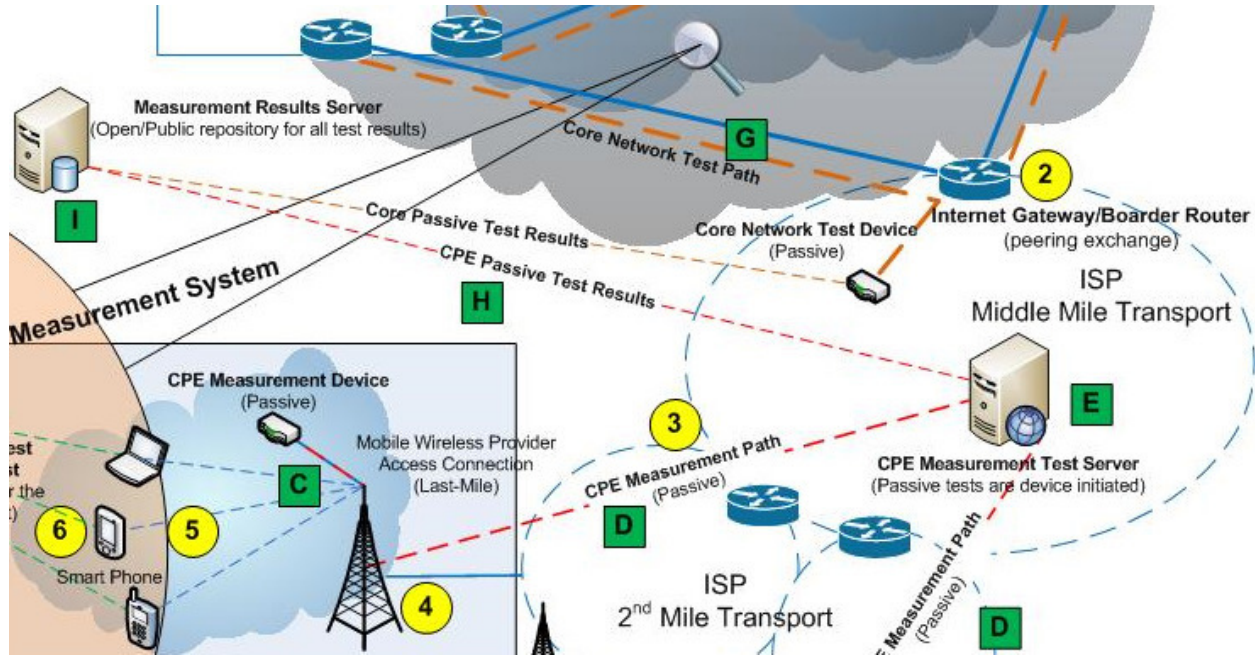 Measurement Results Server
(Open/Public repository for all test results)
I
G
Core Network Test Path
2
Internet Gateway/Boarder Router
(peering exchange)
Core Passive Test Results
CPE Passive Test Results
H
Core Network Test Device
(Passive)
ISP
Middle Mile Transport
Measurement System
CPE Measurement Device
(Passive)
Mobile Wireless Provider
Access Connection
(Last-Mile)
C
3
E
CPE Measurement Test Server
(Passive tests are device initiated)
CPE Measurement Path
(Passive)
D
6
5
Smart Phone
4
ISP
2nd Mile Transport
Measurement Path
(Passive)
D